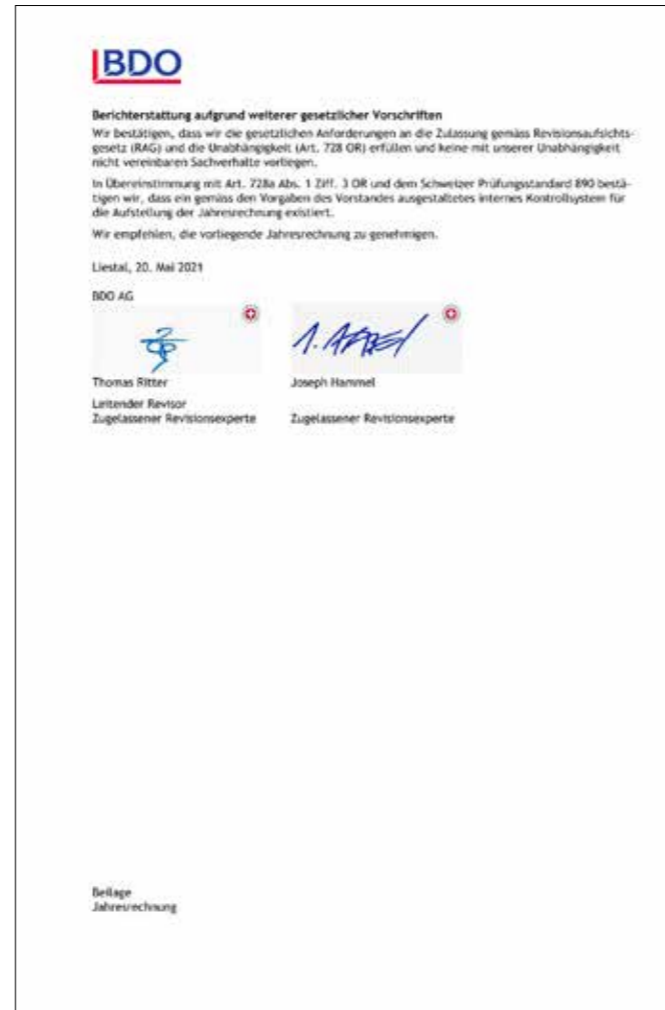 BDO
Berichterstattung aufgrund weiterer gesetzlicher Vorschriften
Wir bestätigen, dass wir die gesetzlichen Anforderungen an die Zulassung gemäss Revisionsaufsichts-
gesetz (RAG) und die Unabhängigkeit (Art. 728 OR) erfüllen und keine mit unserer Unabhängigkeit
nicht vereinbaren Sachverhalte vorliegen.
In Übereinstimmung mit Art. 728a Abs. 1 Ziff. 3 OR und dem Schweizer Prüfungsstandard 890 bestä-
tigen wir, dass ein gemäss den Vorgaben des Vorstandes ausgestaltetes internes Kontrollsystem für
die Aufstellung der Jahresrechnung existiert.
Wir empfehlen, die vorliegende Jahresrechnung zu genehmigen.
Liestal, 20. Mai 2021
BDO AG
Thomas Ritter Joseph Hammel
Leitender Revisor
Zugelassener Revisionsexperte Zugelassener Revisionsexperte
Beilage
Jahresrechnung